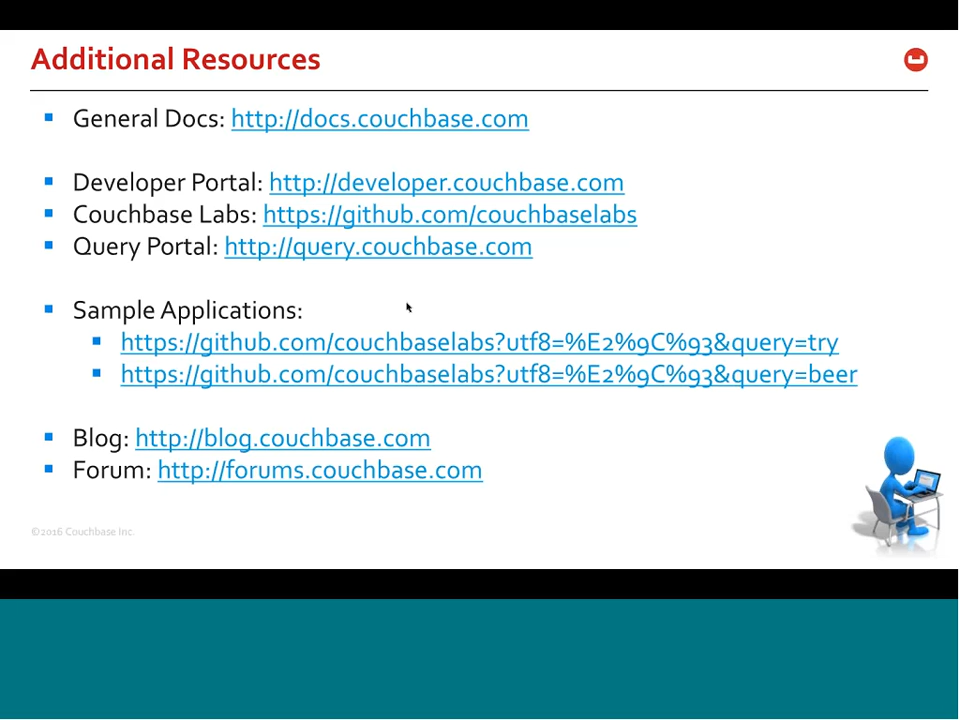 Additional Resources
General Docs: http://docs.couchbase.com
Developer Portal: http://developer.couchbase.com
Couchbase Labs: https://github.com/couchbaselabs
Query Portal: http://query.couchbase.com
Sample Applications:
https://github.com/couchbaselabs?utf8=%E2%9C%93&query=try
https://github.com/couchbaselabs?utf8=%E2%9C%93&query=beer
Blog: http://blog.couchbase.com
Forum: http://forums.couchbase.com
©2016 Couchbase Inc.